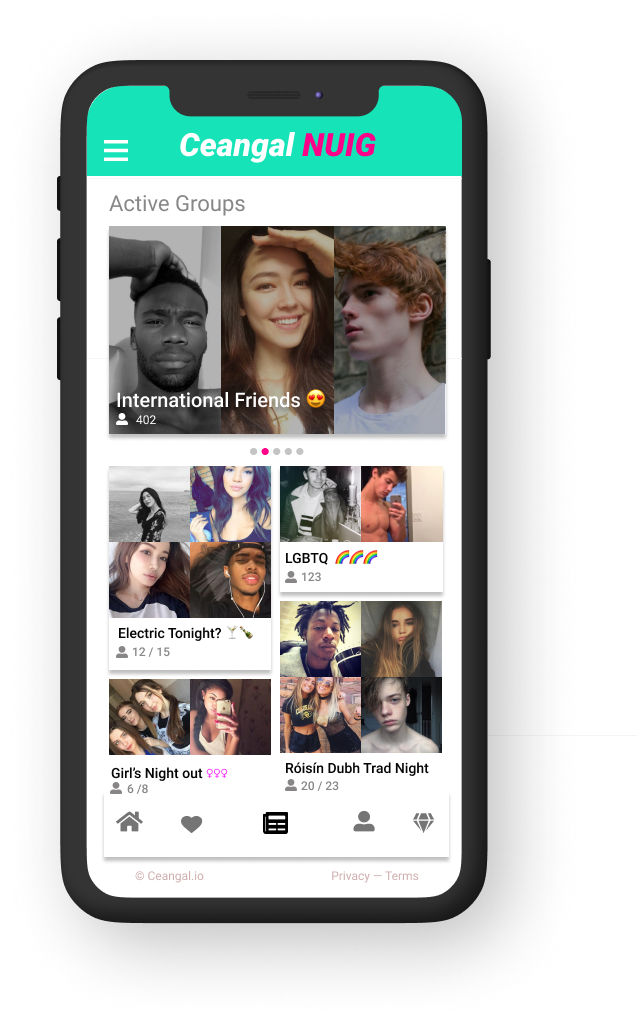 Ceangal NUIG
Active Groups
International Friends 😍
402
LGBTQ 🌈🌈🌈
123
Electric Tonight? 🍸🍾
12 / 15
Girl's Night out ♀♀♀
6 /8
Róisín Dubh Trad Night
20 / 23
© Ceangal.io
Privacy — Terms